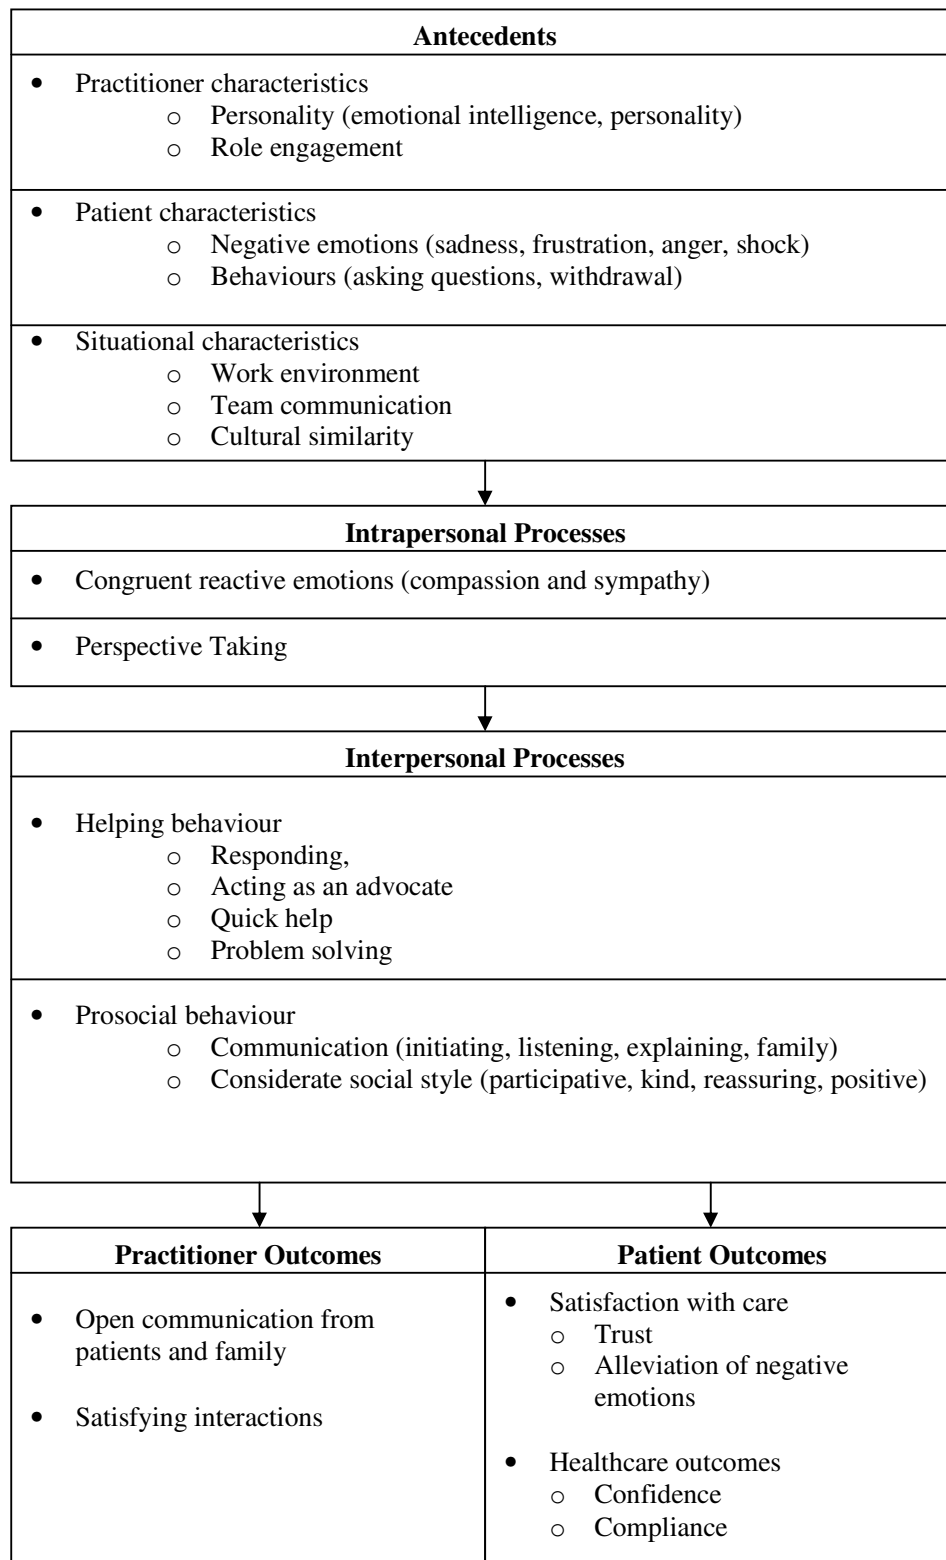 Antecedents
• Practitioner characteristics
o Personality (emotional intelligence, personality)
o Role engagement
• Patient characteristics
o Negative emotions (sadness, frustration, anger, shock)
o Behaviours (asking questions, withdrawal)
• Situational characteristics
o Work environment
o Team communication
o Cultural similarity
Intrapersonal Processes
• Congruent reactive emotions (compassion and sympathy)
• Perspective Taking
Interpersonal Processes
• Helping behaviour
o Responding,
o Acting as an advocate
o Quick help
o Problem solving
• Prosocial behaviour
o Communication (initiating, listening, explaining, family)
o Considerate social style (participative, kind, reassuring, positive)
Practitioner Outcomes
• Open communication from
patients and family
• Satisfying interactions
Patient Outcomes
• Satisfaction with care
o Trust
o Alleviation of negative
emotions
• Healthcare outcomes
o Confidence
o Compliance